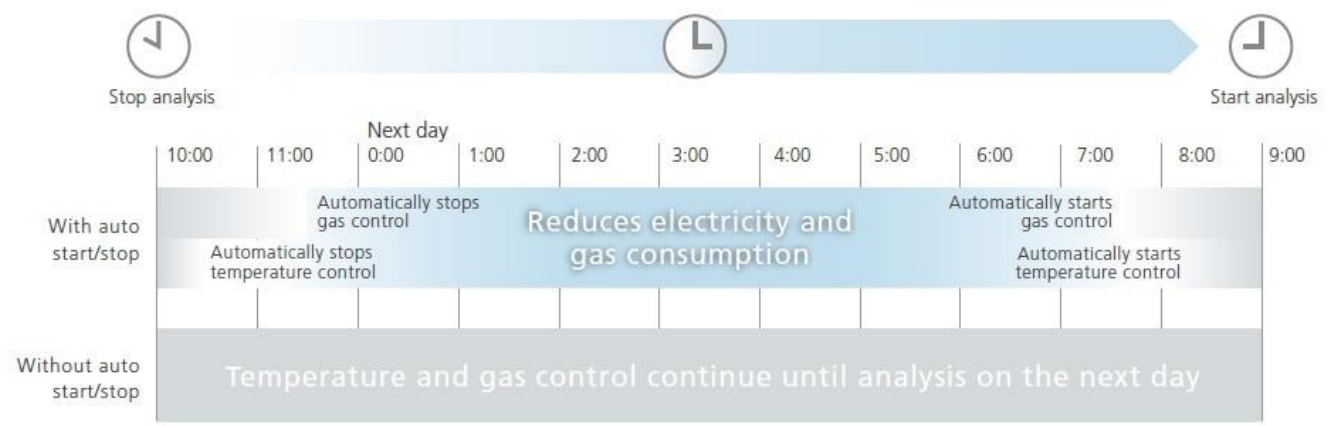 Stop analysis
Start analysis
Next day
10:00 11:00 0:00 1:00 2:00 3:00 4:00 5:00 6:00 7:00 8:00 9:00
With auto
start/stop
Automatically stops
gas control
Automatically stops
temperature control
Reduces electricity and
gas consumption
Automatically starts
gas control
Automatically starts
temperature control
Without auto
start/stop
Temperature and gas control continue until analysis on the next day